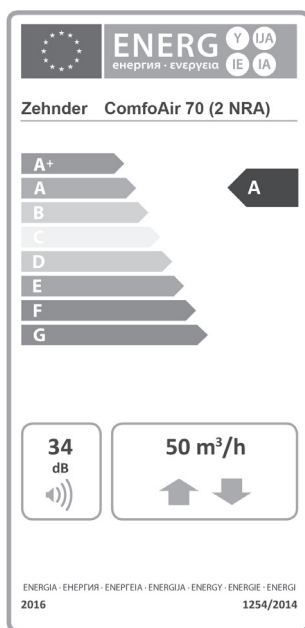 ENERG Y IJA
енергия · ενεργεια IE IA
Zehnder ComfoAir 70 (2 NRA)
A+
A
A
B
C
D
E
F
G
34 50 m³/h
dB
ENERGIA · ЕНЕРГИЯ · ΕΝΕΡΓΕΙΑ · ENERGIJA · ENERGY · ENERGIE · ENERGI
2016 1254/2014